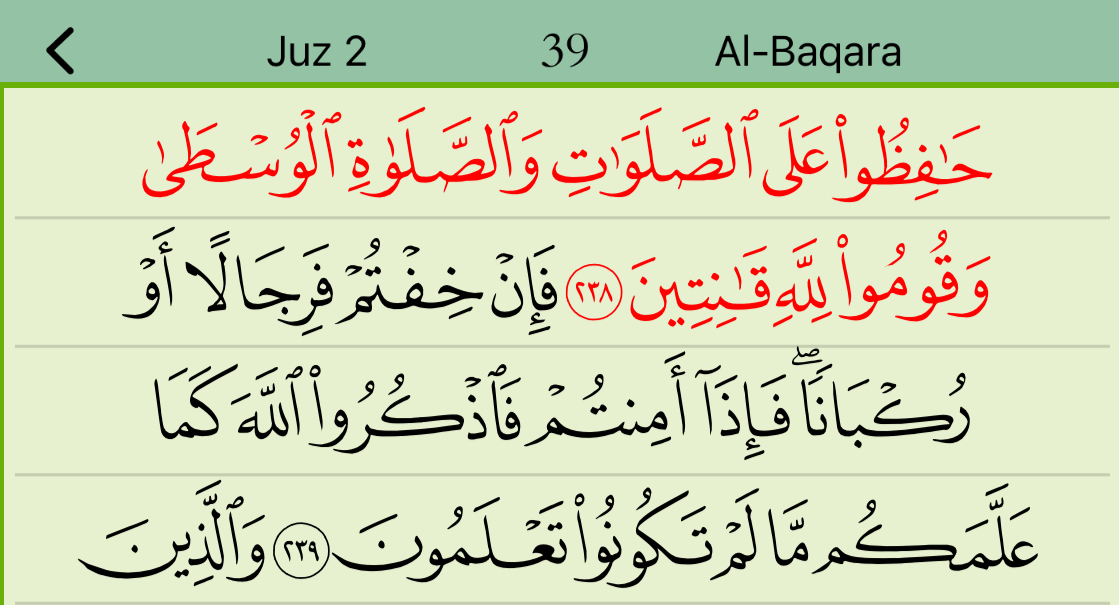 Juz 2 39 Al-Baqara
حَـٰفِظُوا۟ عَلَى ٱلصَّلَوَٰتِ وَٱلصَّلَوٰةِ ٱلْوُسْطَىٰ
وَقُومُوا۟ لِلَّهِ قَـٰنِتِينَ ٢٣٨ فَإِنْ خِفْتُمْ فَرِجَالًا أَوْ
رُكْبَانًا ۖ فَإِذَآ أَمِنتُمْ فَٱذْكُرُوا۟ ٱللَّهَ كَمَا
عَلَّمَكُم مَّا لَمْ تَكُونُوا۟ تَعْلَمُونَ ٢٣٩ وَٱلَّذِينَ